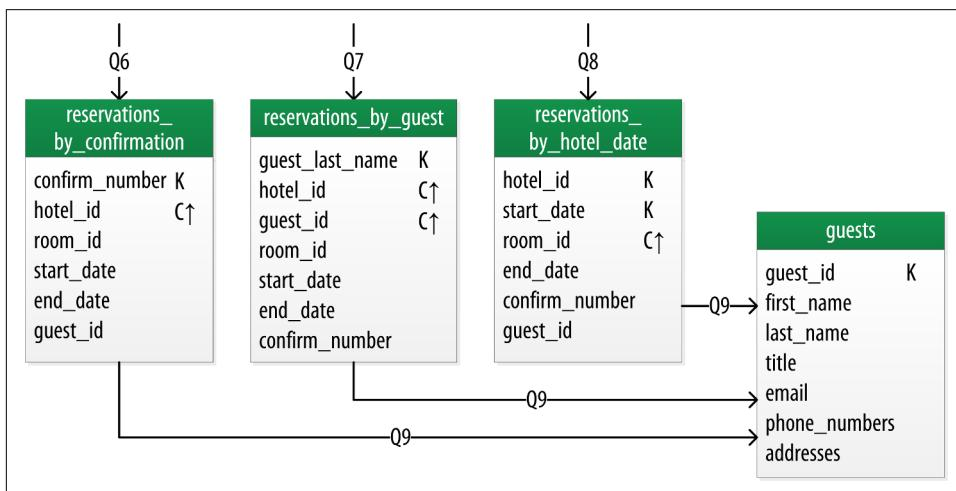 Q6
Q7
Q8
reservations_
by_confirmation
confirm_number K
hotel_id C↑
room_id
start_date
end_date
guest_id
reservations_by_guest
guest_last_name K
hotel_id C↑
guest_id C↑
room_id
start_date
end_date
confirm_number
reservations_
by_hotel_date
hotel_id K
start_date K
room_id C↑
end_date
confirm_number
guest_id
guests
guest_id K
first_name
last_name
title
email
phone_numbers
addresses
Q9
Q9
Q9